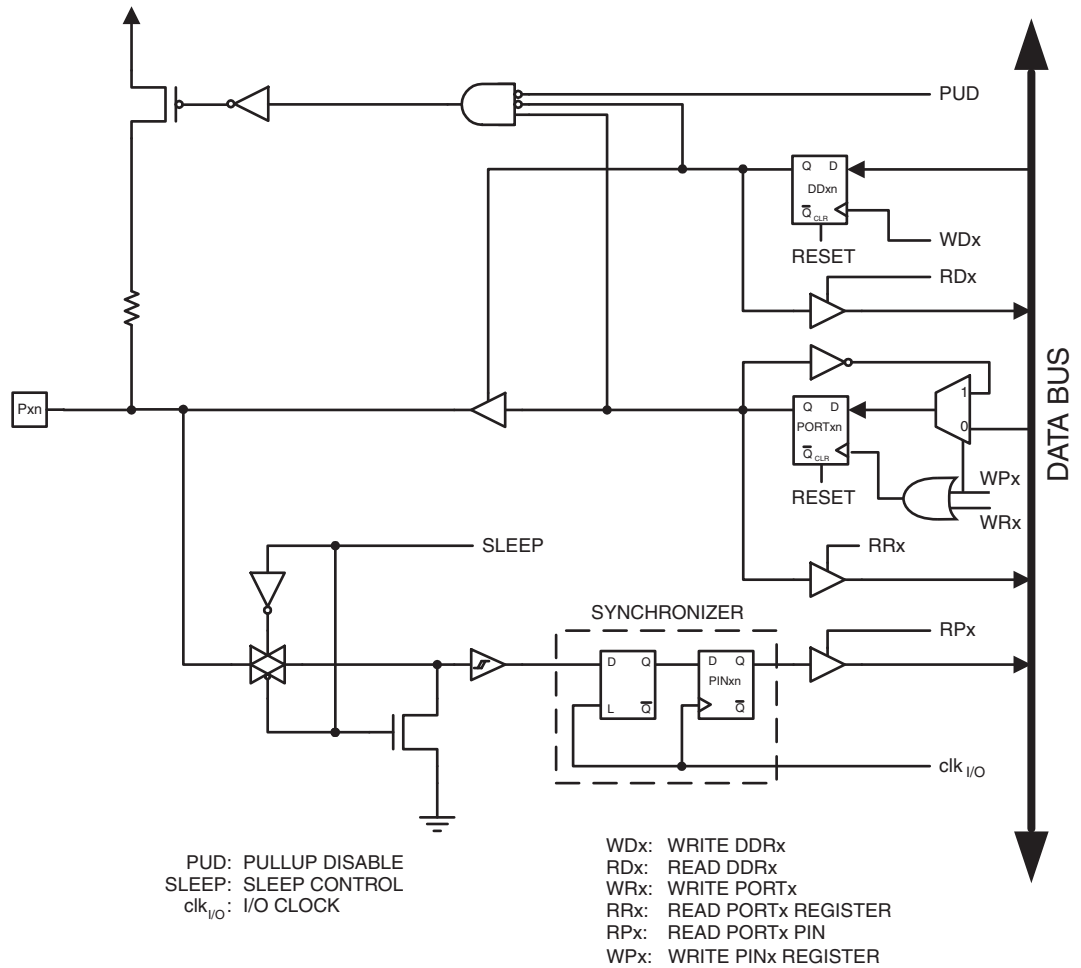 PUD
Q D
DDxn
Q CLR
WDx
RESET
RDx
Pxn
1
Q D
PORTxn
0
Q CLR
DATA BUS
WPx
RESET
WRx
SLEEP
RRx
SYNCHRONIZER
RPx
D Q
D Q
PINxn
L Q
Q
clk I/O
PUD: PULLUP DISABLE
SLEEP: SLEEP CONTROL
clk I/O: I/O CLOCK
WDx: WRITE DDRx
RDx: READ DDRx
WRx: WRITE PORTx
RRx: READ PORTx REGISTER
RPx: READ PORTx PIN
WPx: WRITE PINx REGISTER